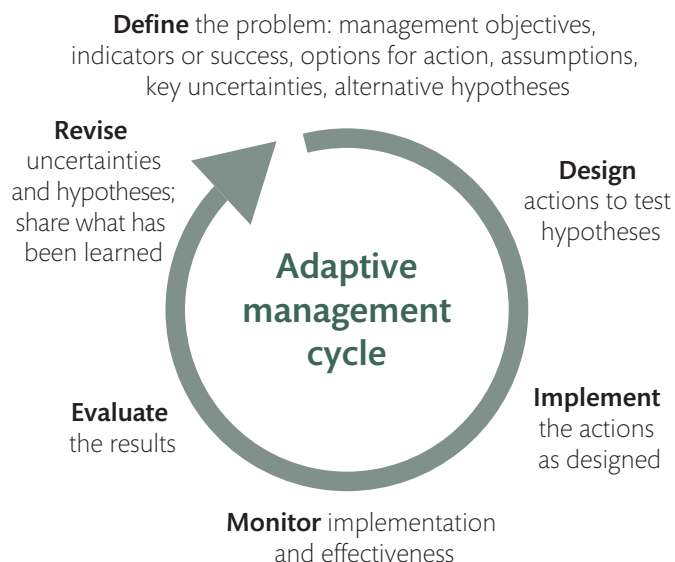 Define the problem: management objectives,
indicators or success, options for action, assumptions,
key uncertainties, alternative hypotheses
Revise
uncertainties
and hypotheses;
share what has
been learned
Design
actions to test
hypotheses
Adaptive
management
cycle
Evaluate
the results
Implement
the actions
as designed
Monitor implementation
and effectiveness